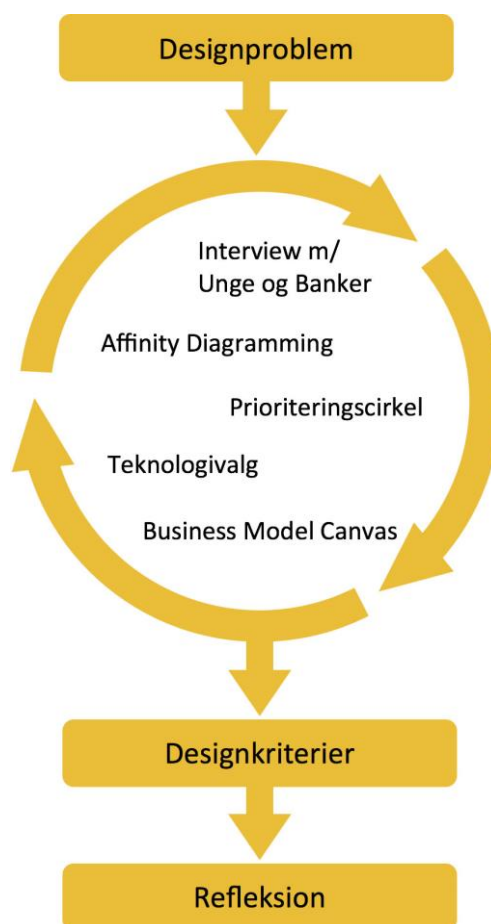 Designproblem
Interview m/
Unge og Banker
Affinity Diagramming
Prioriteringscirkel
Teknologivalg
Business Model Canvas
Designkriterier
Refleksion